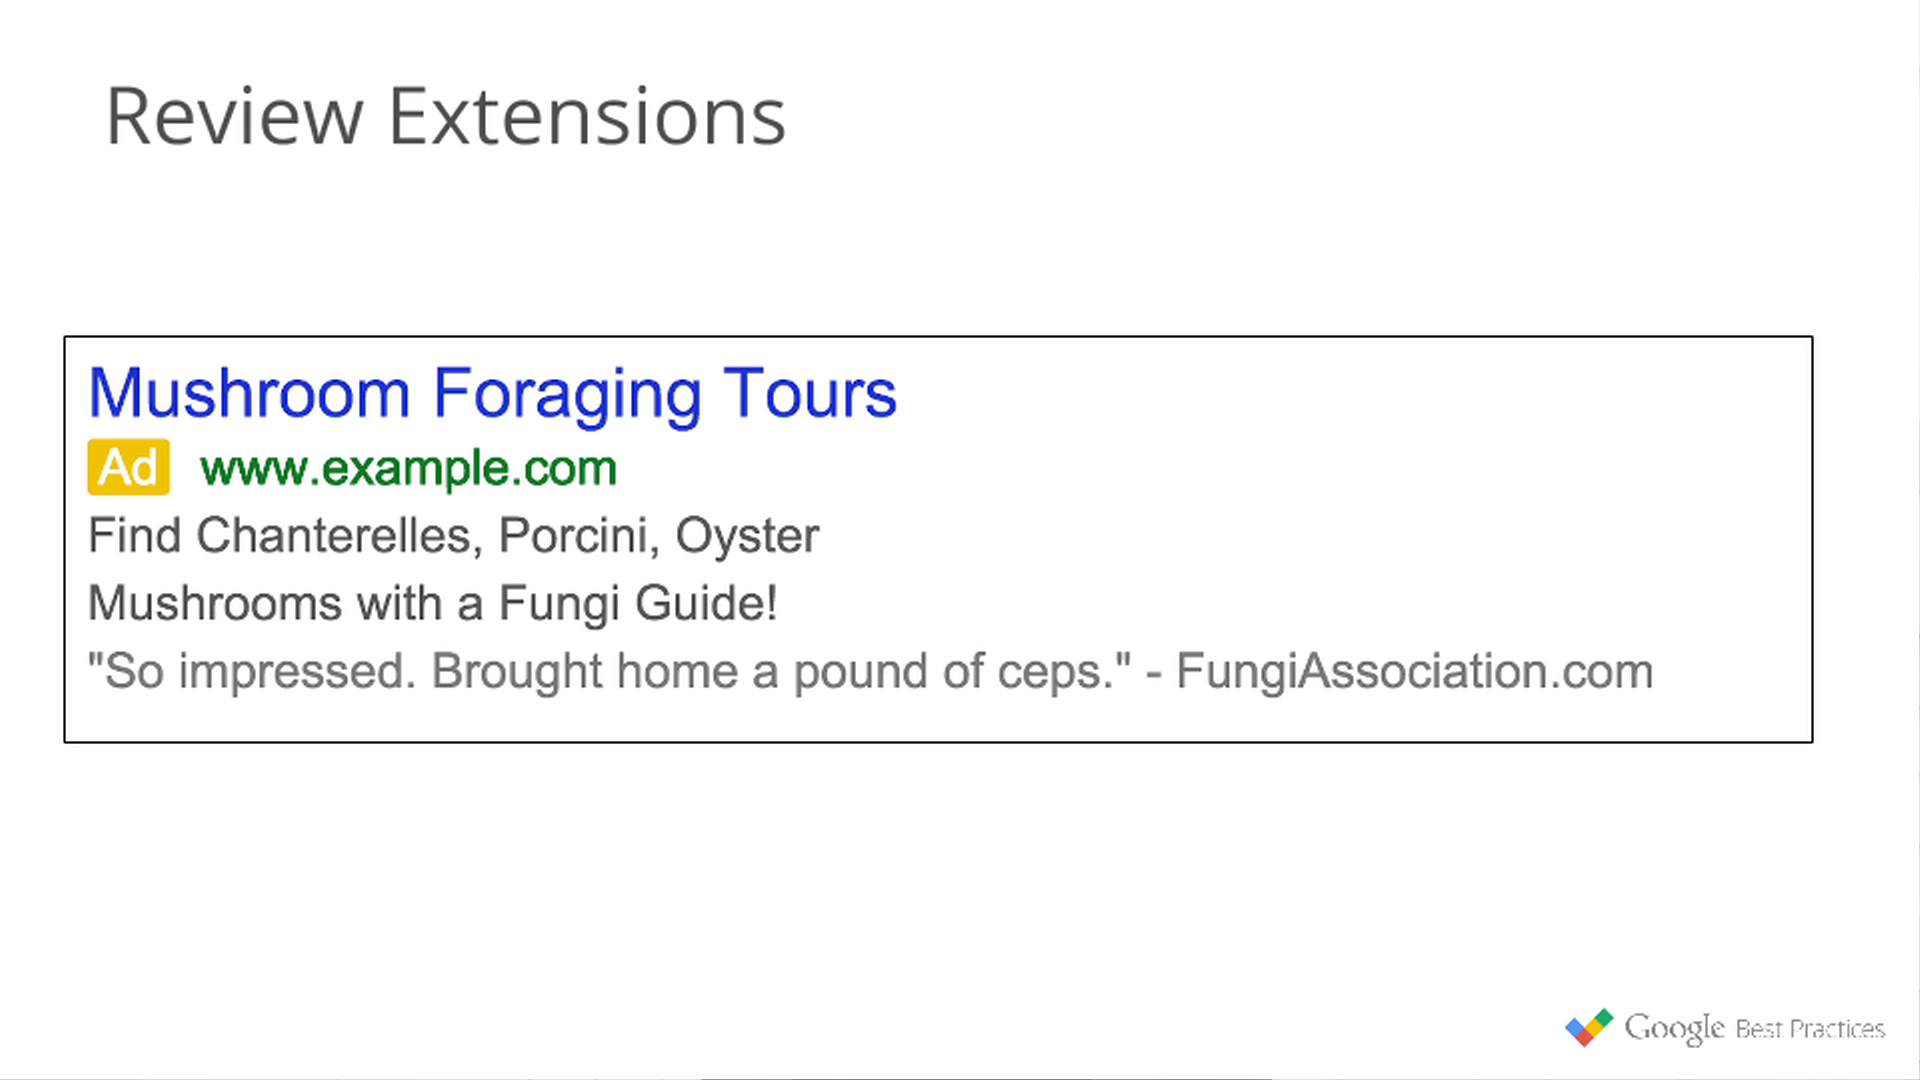 Review Extensions
Mushroom Foraging Tours
Ad www.example.com
Find Chanterelles, Porcini, Oyster
Mushrooms with a Fungi Guide!
"So impressed. Brought home a pound of ceps." - FungiAssociation.com
Google Best Practices